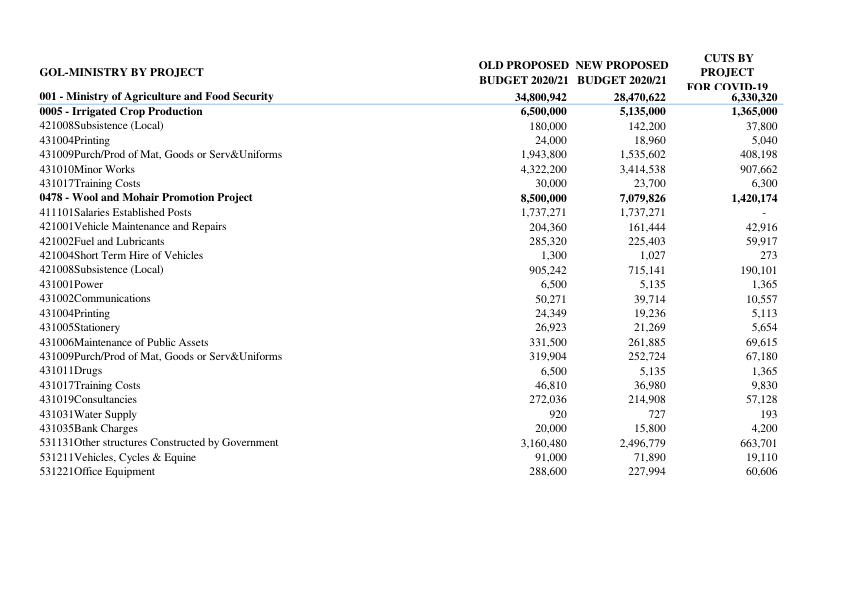 GOL-MINISTRY BY PROJECT OLD PROPOSED BUDGET 2020/21 NEW PROPOSED BUDGET 2020/21 CUTS BY PROJECT FOR COVID-19
001 - Ministry of Agriculture and Food Security 34,800,942 28,470,622 6,330,320
0005 - Irrigated Crop Production 6,500,000 5,135,000 1,365,000
421008Subsistence (Local) 180,000 142,200 37,800
431004Printing 24,000 18,960 5,040
431009Purch/Prod of Mat, Goods or Serv&Uniforms 1,943,800 1,535,602 408,198
431010Minor Works 4,322,200 3,414,538 907,662
431017Training Costs 30,000 23,700 6,300
0478 - Wool and Mohair Promotion Project 8,500,000 7,079,826 1,420,174
411101Salaries Established Posts 1,737,271 1,737,271 -
421001Vehicle Maintenance and Repairs 204,360 161,444 42,916
421002Fuel and Lubricants 285,320 225,403 59,917
421004Short Term Hire of Vehicles 1,300 1,027 273
421008Subsistence (Local) 905,242 715,141 190,101
431001Power 6,500 5,135 1,365
431002Communications 50,271 39,714 10,557
431004Printing 24,349 19,236 5,113
431005Stationery 26,923 21,269 5,654
431006Maintenance of Public Assets 331,500 261,885 69,615
431009Purch/Prod of Mat, Goods or Serv&Uniforms 319,904 252,724 67,180
431011Drugs 6,500 5,135 1,365
431017Training Costs 46,810 36,980 9,830
431019Consultancies 272,036 214,908 57,128
431031Water Supply 920 727 193
431035Bank Charges 20,000 15,800 4,200
531131Other structures Constructed by Government 3,160,480 2,496,779 663,701
531211Vehicles, Cycles & Equine 91,000 71,890 19,110
531221Office Equipment 288,600 227,994 60,606